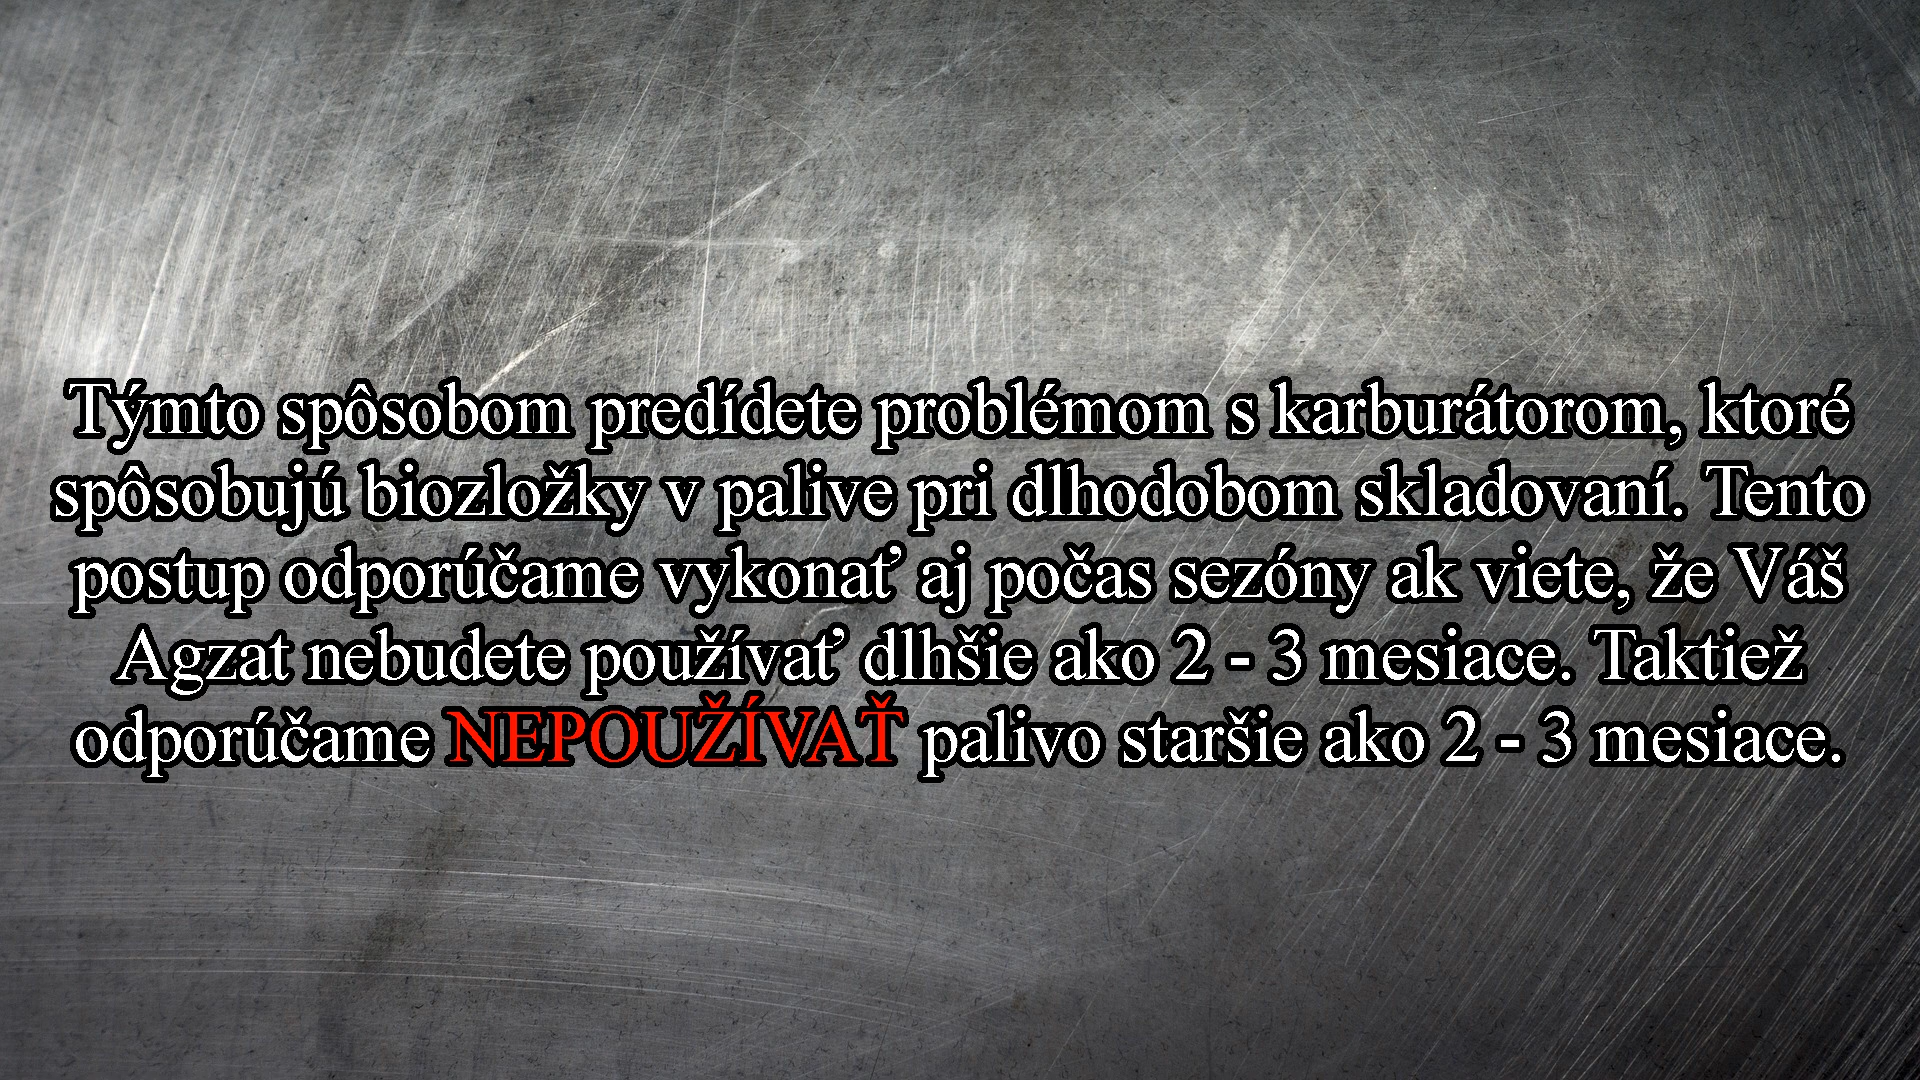 Týmto spôsobom predídete problémom s karburátorom, ktoré
spôsobujú biozložky v palive pri dlhodobom skladovaní. Tento
postup odporúčame vykonať aj počas sezóny ak viete, že Váš
Agzat nebudete používať dlhšie ako 2 - 3 mesiace. Taktiež
odporúčame NEPOUŽÍVAŤ palivo staršie ako 2 - 3 mesiace.